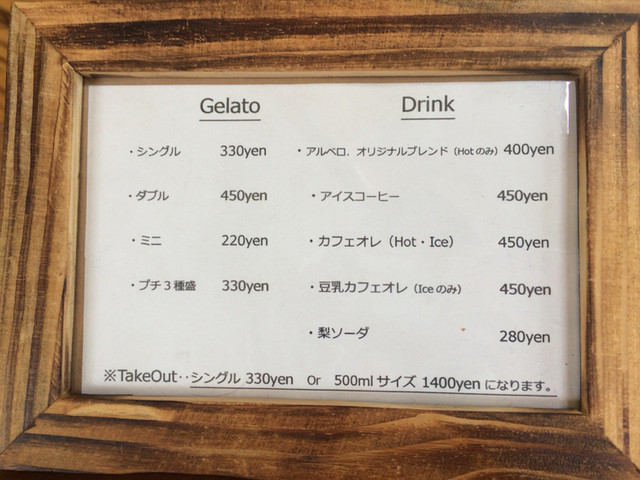 Gelato
・シングル 330yen
・ダブル 450yen
・ミニ 220yen
・プチ3種盛 330yen
Drink
・アルベロ．オリジナルブレンド（Hotのみ）400yen
・アイスコーヒー 450yen
・カフェオレ（Hot・Ice） 450yen
・豆乳カフェオレ（Iceのみ） 450yen
・梨ソーダ 280yen
※TakeOut‥シングル 330yen Or 500mlサイズ 1400yenになります。